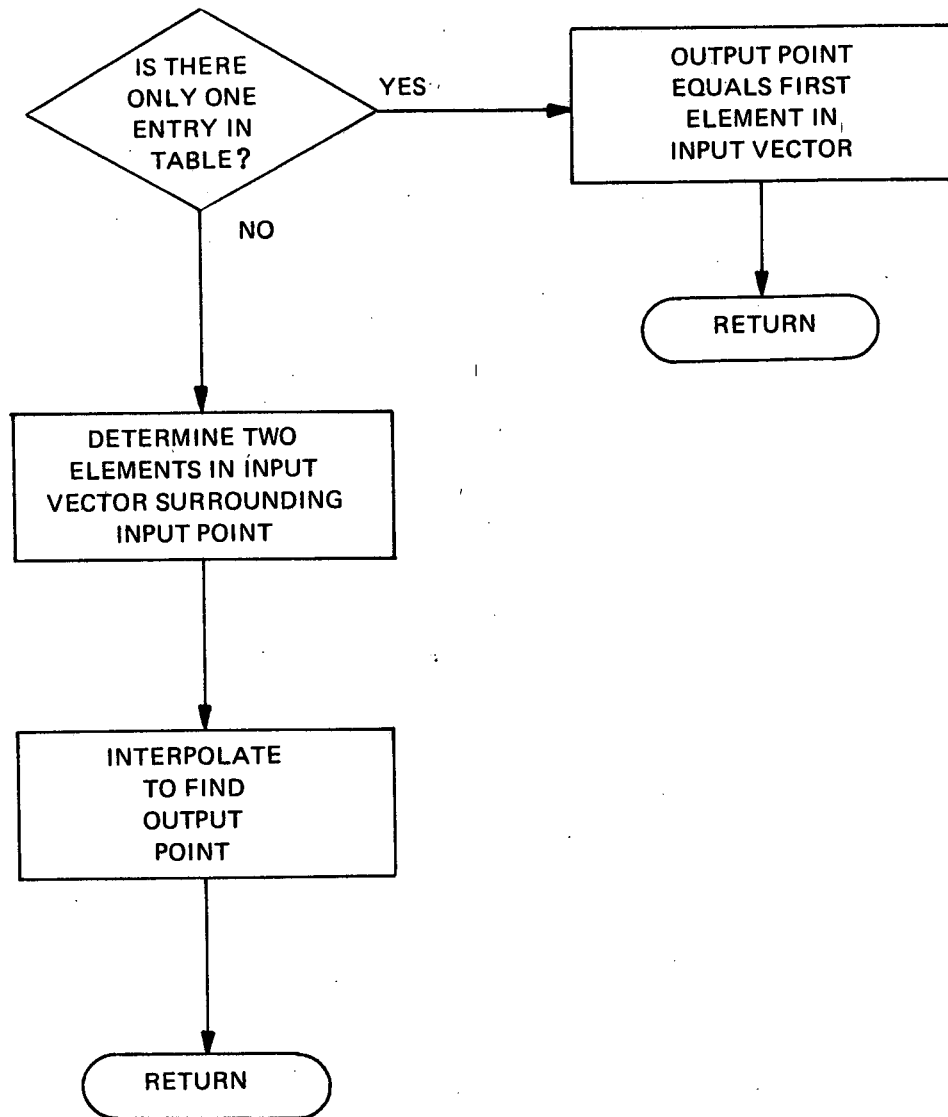 IS THERE
ONLY ONE
ENTRY IN
TABLE?
YES
OUTPUT POINT
EQUALS FIRST
ELEMENT IN
INPUT VECTOR
NO
RETURN
DETERMINE TWO
ELEMENTS IN INPUT
VECTOR SURROUNDING
INPUT POINT
INTERPOLATE
TO FIND
OUTPUT
POINT
RETURN